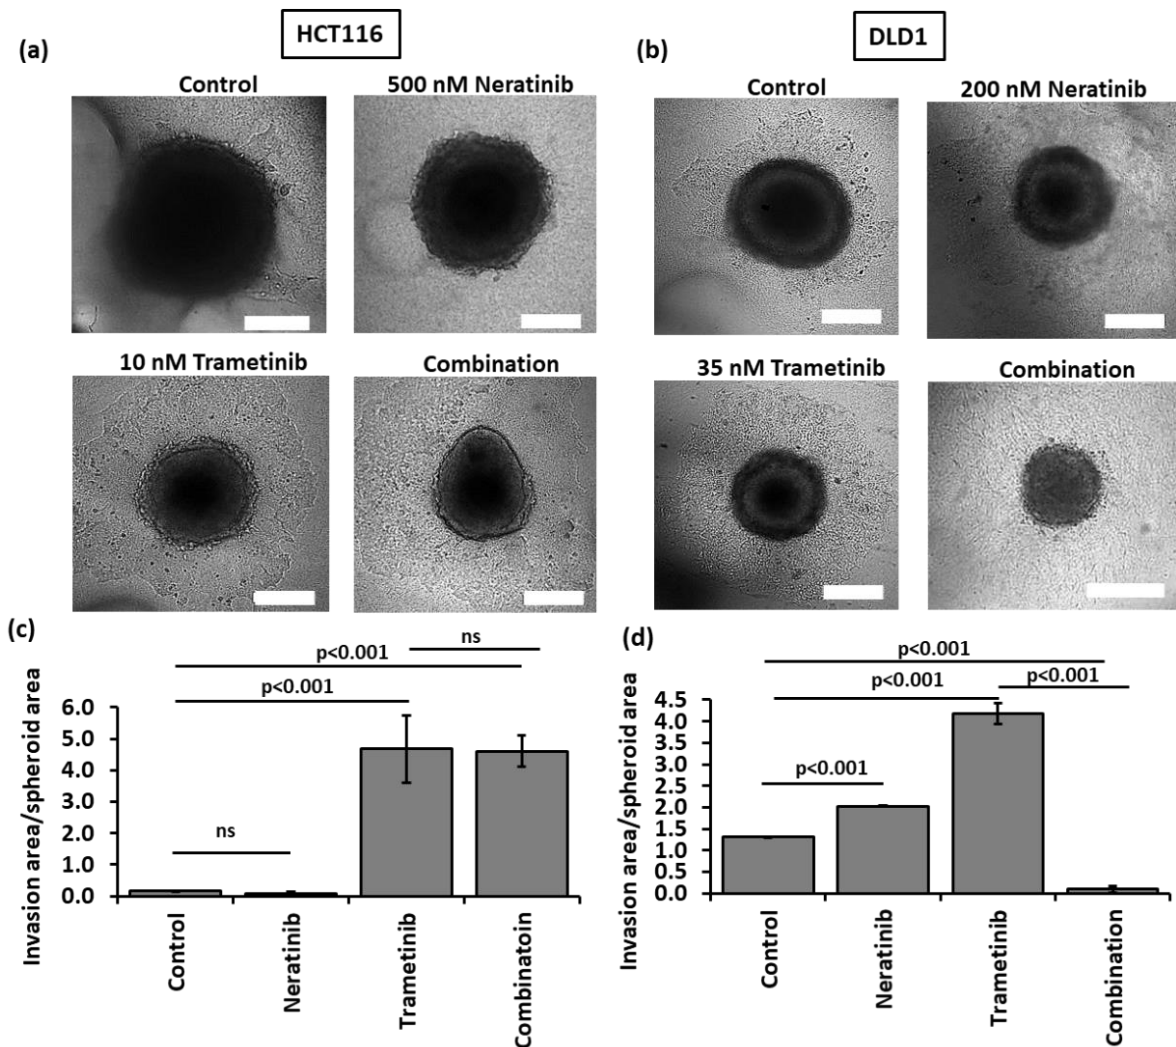 HCT116
DLD1
(a)
(b)
Control
500 nM Neratinib
Control
200 nM Neratinib
10 nM Trametinib
Combination
35 nM Trametinib
Combination
(c)
ns
p<0.001
p<0.001
ns
Invasion area/spheroid area
6.0
5.0
4.0
3.0
2.0
1.0
0.0
Control
Neratinib
Trametinib
Combinatoin
(d)
p<0.001
p<0.001
p<0.001
p<0.001
Invasion area/spheroid area
4.5
4.0
3.5
3.0
2.5
2.0
1.5
1.0
0.5
0.0
Control
Neratinib
Trametinib
Combination